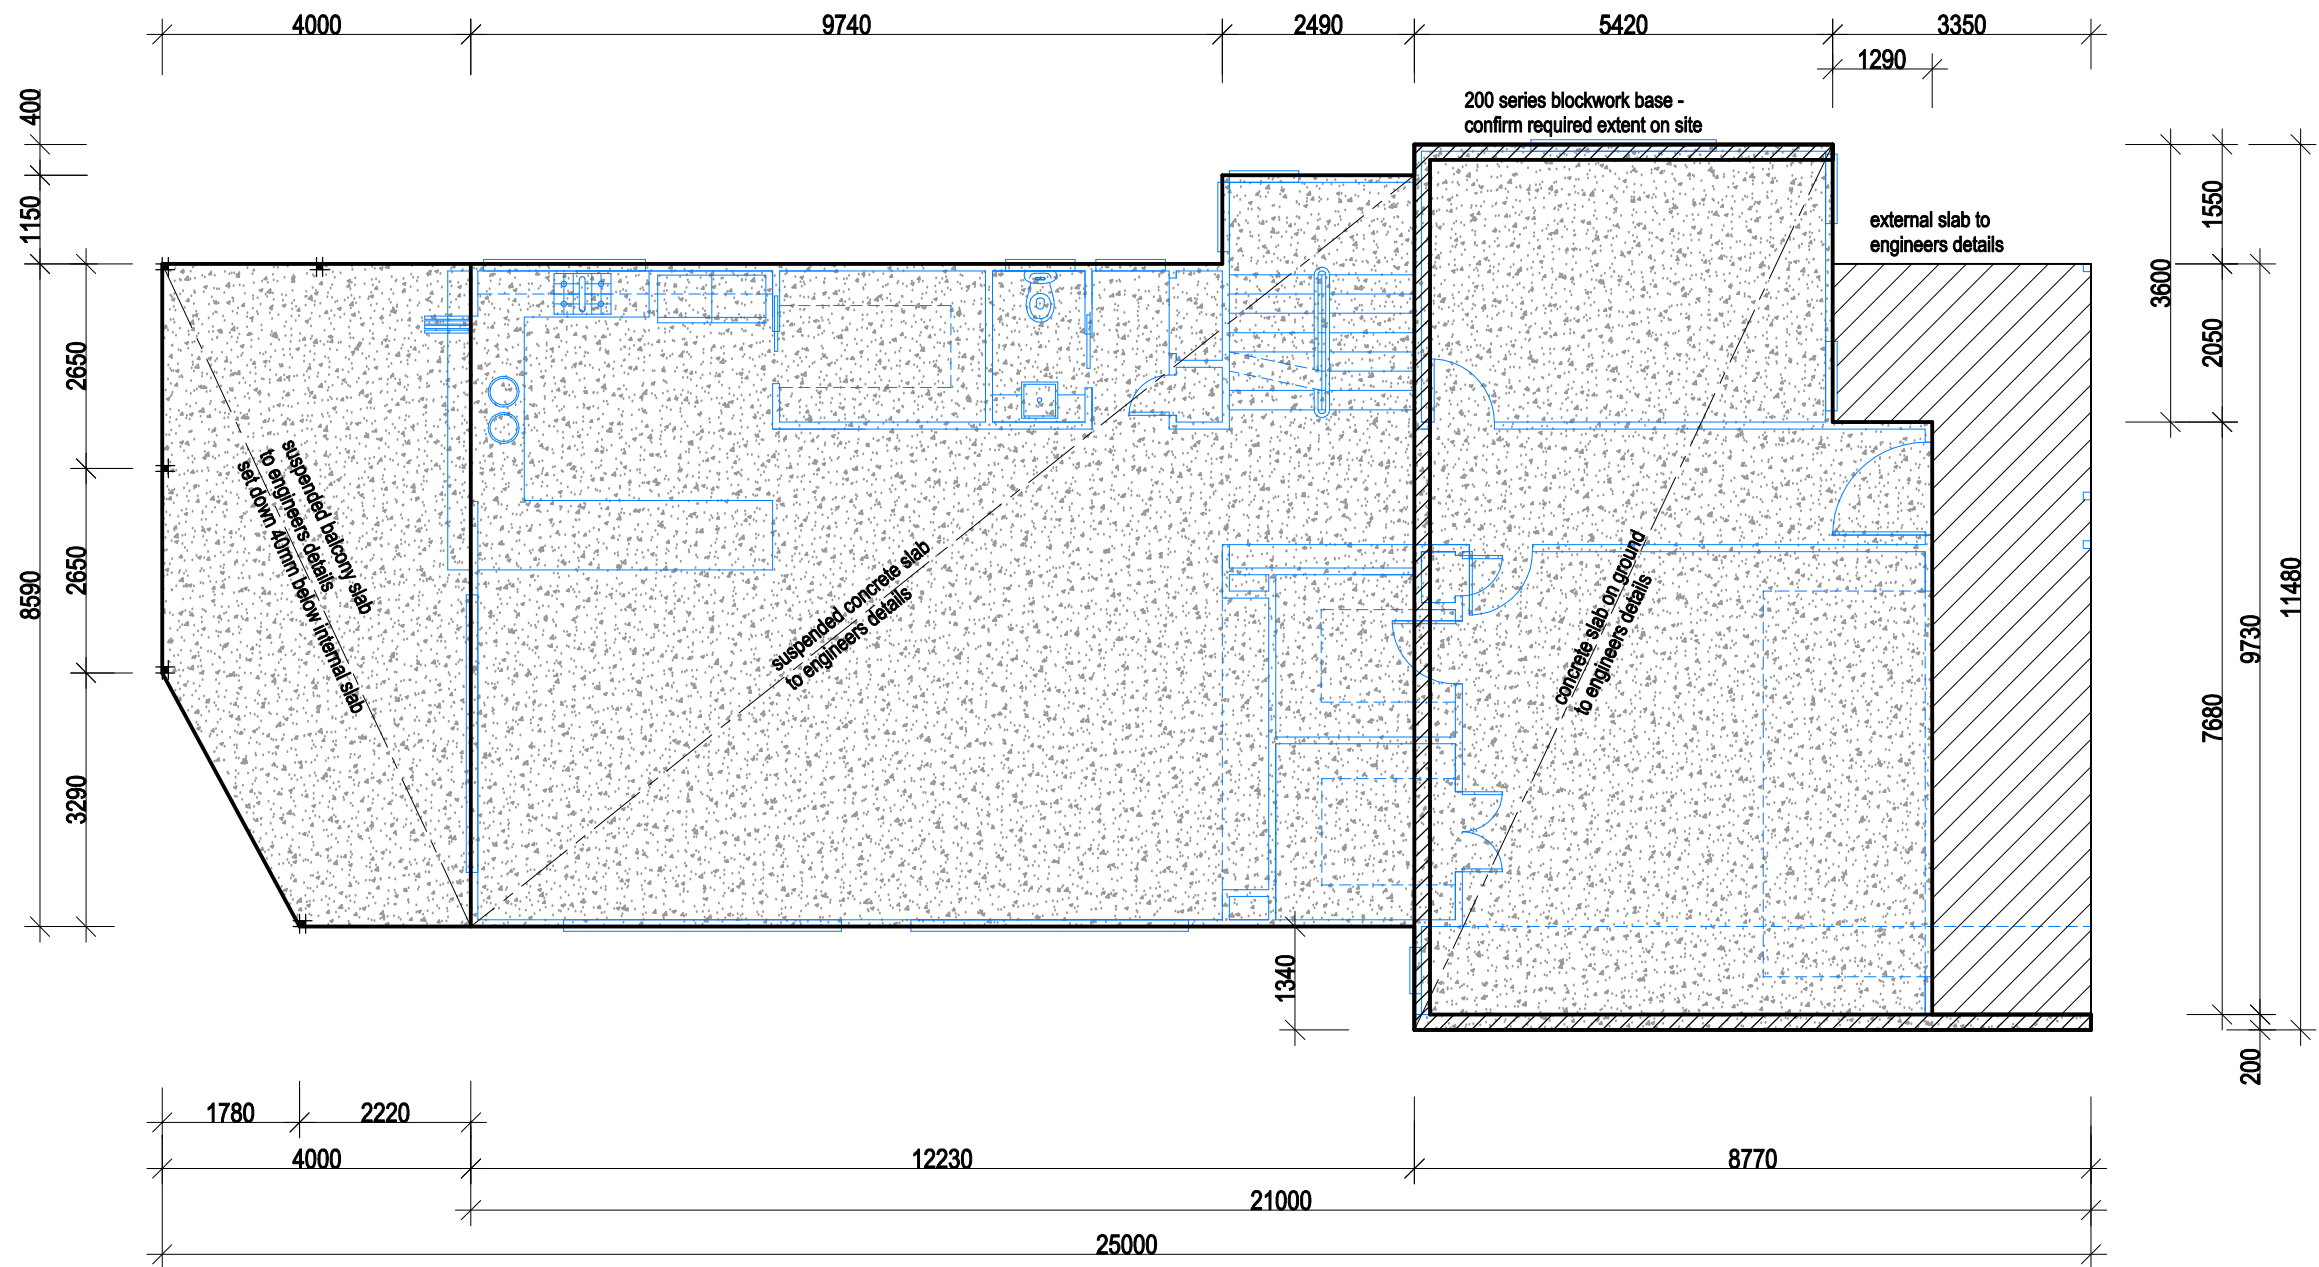 4000
9740
2490
5420
3350
1290
400
200 series blockwork base -
confirm required extent on site
1150
1550
external slab to
engineers details
3600
2050
2650
suspended balcony slab
to engineers details
set down 40mm below internal slab
2650
8590
suspended concrete slab
to engineers details
concrete slab on ground
to engineers details
11480
9730
7680
3290
1340
200
1780
2220
4000
12230
8770
21000
25000